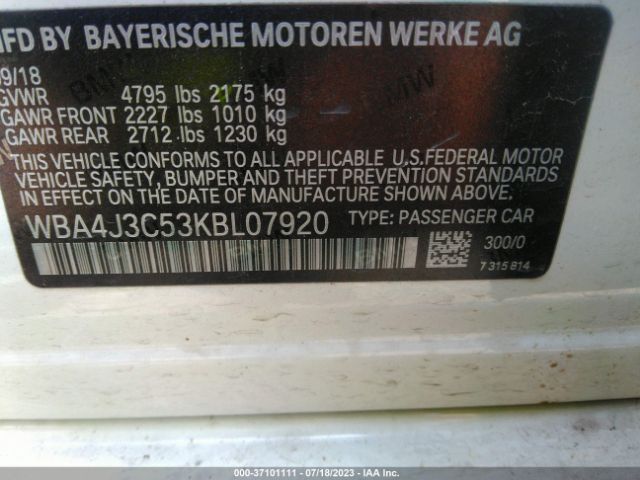 MFD BY BAYERISCHE MOTOREN WERKE AG
09/18
GVWR 4795 lbs 2175 kg
GAWR FRONT 2227 lbs 1010 kg
GAWR REAR 2712 lbs 1230 kg
THIS VEHICLE CONFORMS TO ALL APPLICABLE U.S.FEDERAL MOTOR
VEHICLE SAFETY, BUMPER AND THEFT PREVENTION STANDARDS
IN EFFECT ON THE DATE OF MANUFACTURE SHOWN ABOVE.
WBA4J3C53KBL07920 TYPE: PASSENGER CAR
300/0
7 315 814
000-37101111 - 07/18/2023 - IAA Inc.